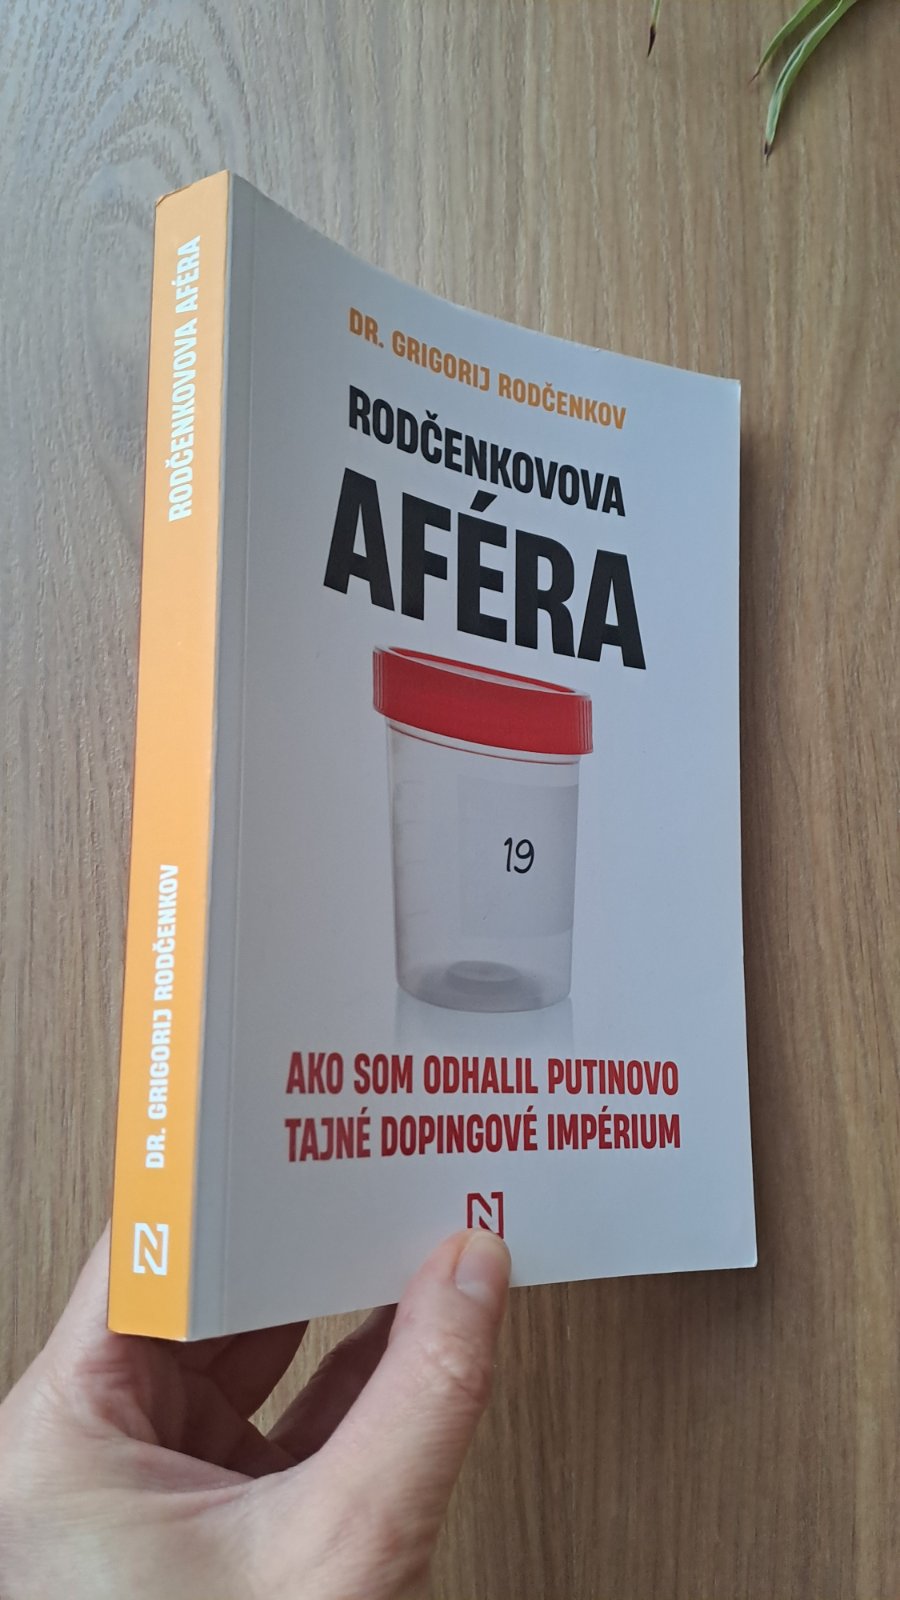 RODČENKOVOVA AFÉRA
DR. GRIGORIJ RODČENKOV
N
DR. GRIGORIJ RODČENKOV
RODČENKOVOVA
AFÉRA
19
AKO SOM ODHALIL PUTINOVO
TAJNÉ DOPINGOVÉ IMPÉRIUM
N